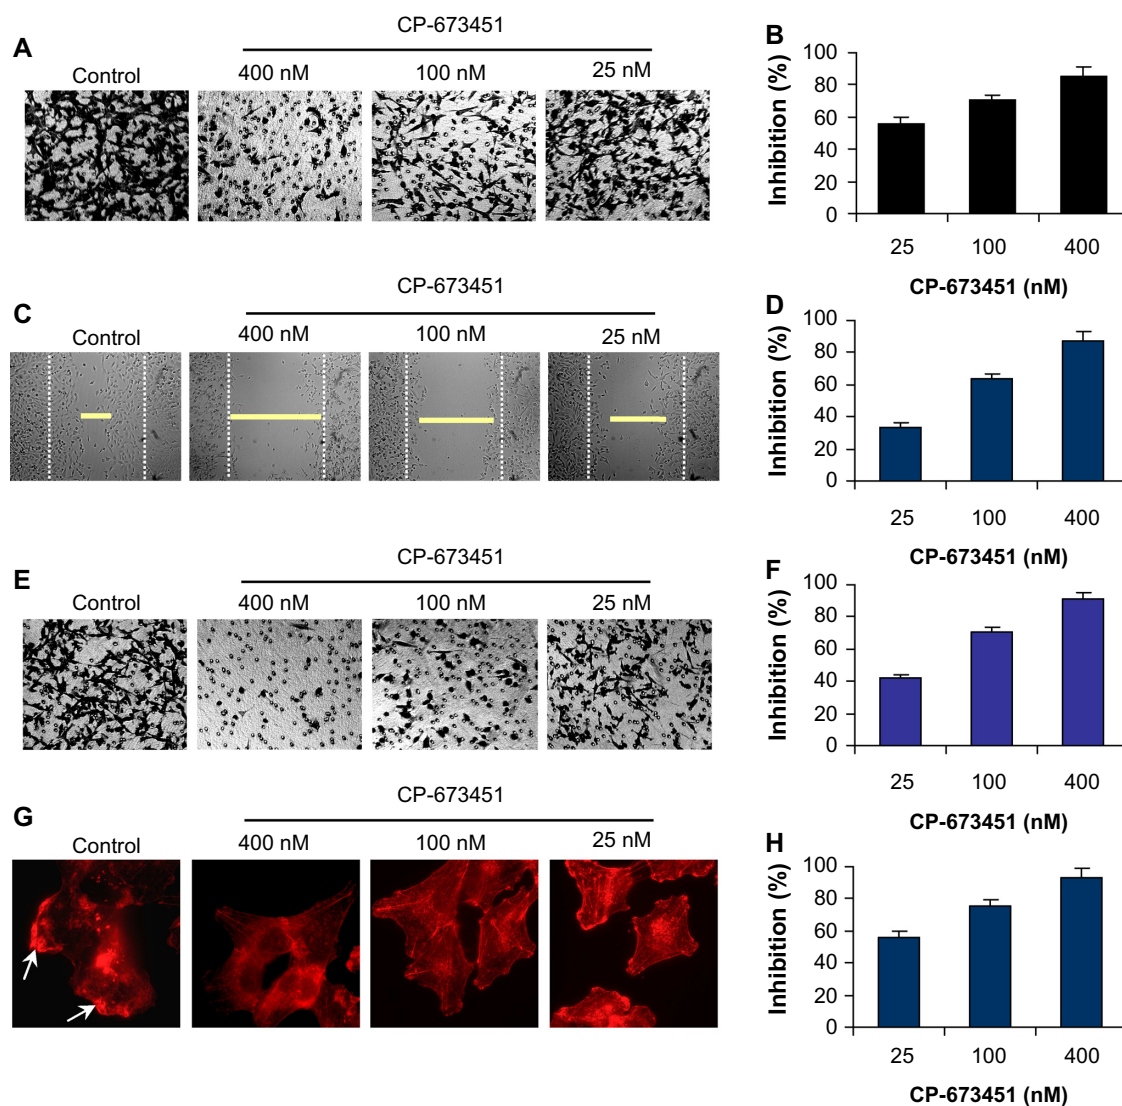 CP-673451
A
Control
400 nM
100 nM
25 nM
B
Inhibition (%)
100
80
60
40
20
0
25
100
400
CP-673451 (nM)
CP-673451
C
Control
400 nM
100 nM
25 nM
D
Inhibition (%)
100
80
60
40
20
0
25
100
400
CP-673451 (nM)
CP-673451
E
Control
400 nM
100 nM
25 nM
F
Inhibition (%)
100
80
60
40
20
0
25
100
400
CP-673451 (nM)
CP-673451
G
Control
400 nM
100 nM
25 nM
H
Inhibition (%)
100
80
60
40
20
0
25
100
400
CP-673451 (nM)